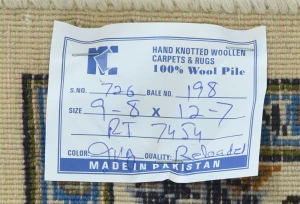 KC
HAND KNOTTED WOOLLEN
CARPETS & RUGS
100% Wool Pile
S.NO. 726 BALE NO. 198
SIZE 9-8 x 12-7
RT 7454
COLOR: QUALITY: Reloaded
MADE IN PAKISTAN